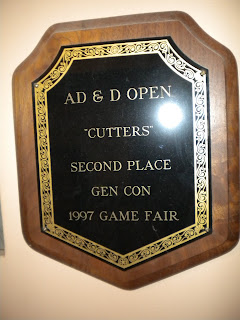 AD & D OPEN
"CUTTERS"
SECOND PLACE
GEN CON
1997 GAME FAIR